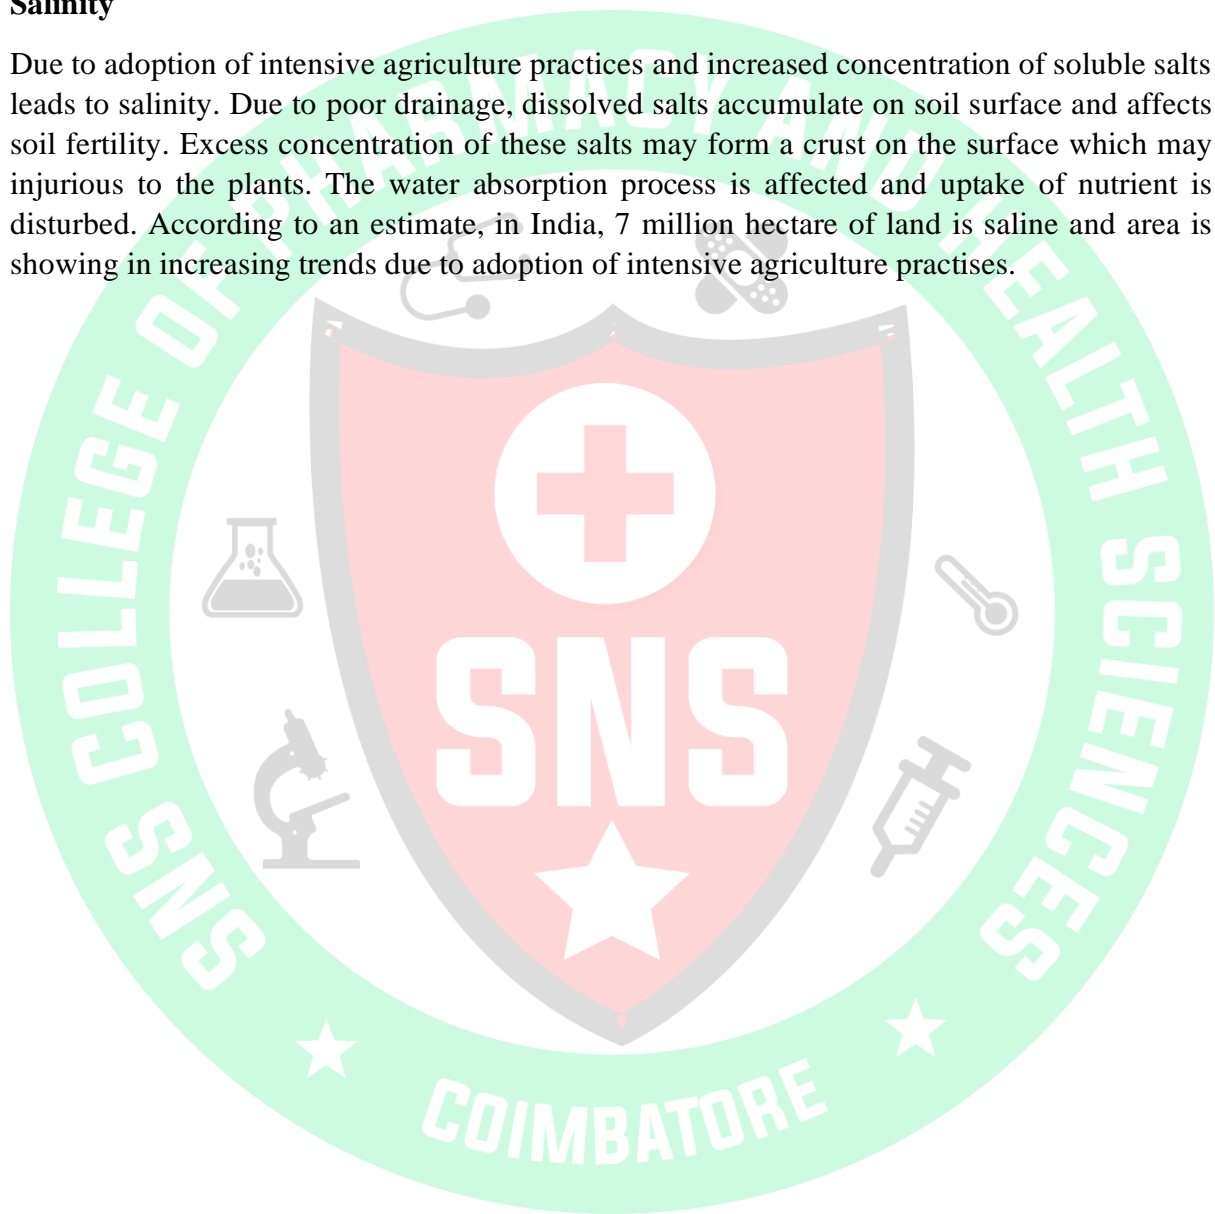 Salinity
Due to adoption of intensive agriculture practices and increased concentration of soluble salts
leads to salinity. Due to poor drainage, dissolved salts accumulate on soil surface and affects
soil fertility. Excess concentration of these salts may form a crust on the surface which may
injurious to the plants. The water absorption process is affected and uptake of nutrient is
disturbed. According to an estimate, in India, 7 million hectare of land is saline and area is
showing in increasing trends due to adoption of intensive agriculture practises.
SNS COLLEGE OF PHARMACY AND HEALTH SCIENCES
SNS
COIMBATORE